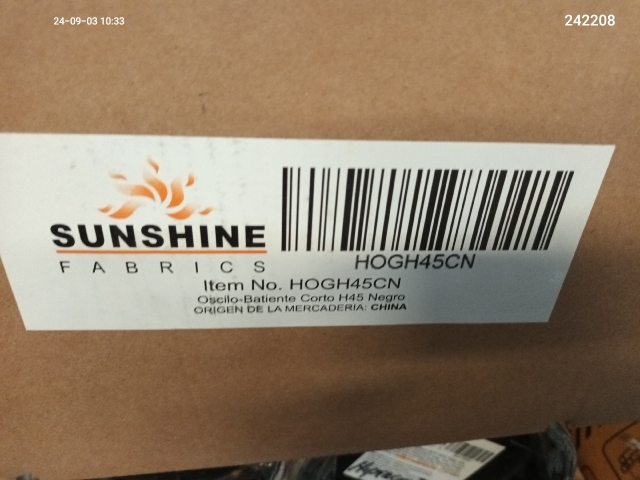 24-09-03 10:33
242208
SUNSHINE
FABRICS
HOGH45CN
Item No. HOGH45CN
Oscilo-Batiente Corto H45 Negro
ORIGEN DE LA MERCADERIA: CHINA